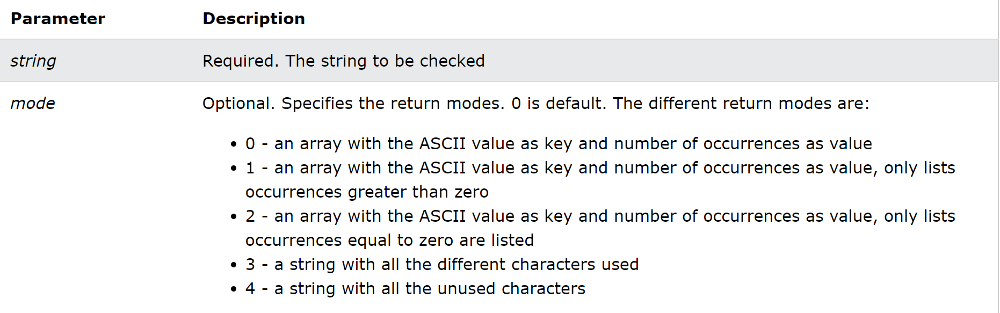 Parameter Description
string Required. The string to be checked
mode Optional. Specifies the return modes. 0 is default. The different return modes are:
• 0 - an array with the ASCII value as key and number of occurrences as value
• 1 - an array with the ASCII value as key and number of occurrences as value, only lists
occurrences greater than zero
• 2 - an array with the ASCII value as key and number of occurrences as value, only lists
occurrences equal to zero are listed
• 3 - a string with all the different characters used
• 4 - a string with all the unused characters